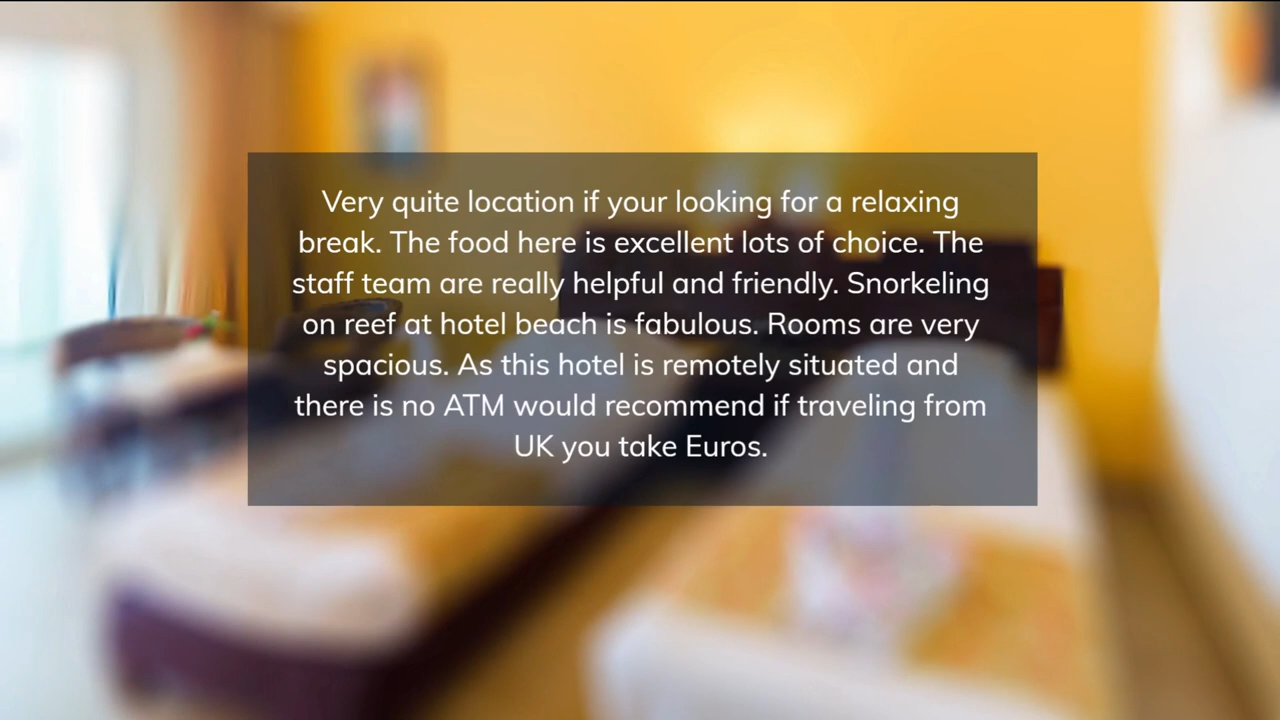 Very quite location if your looking for a relaxing
break. The food here is excellent lots of choice. The
staff team are really helpful and friendly. Snorkeling
on reef at hotel beach is fabulous. Rooms are very
spacious. As this hotel is remotely situated and
there is no ATM would recommend if traveling from
UK you take Euros.